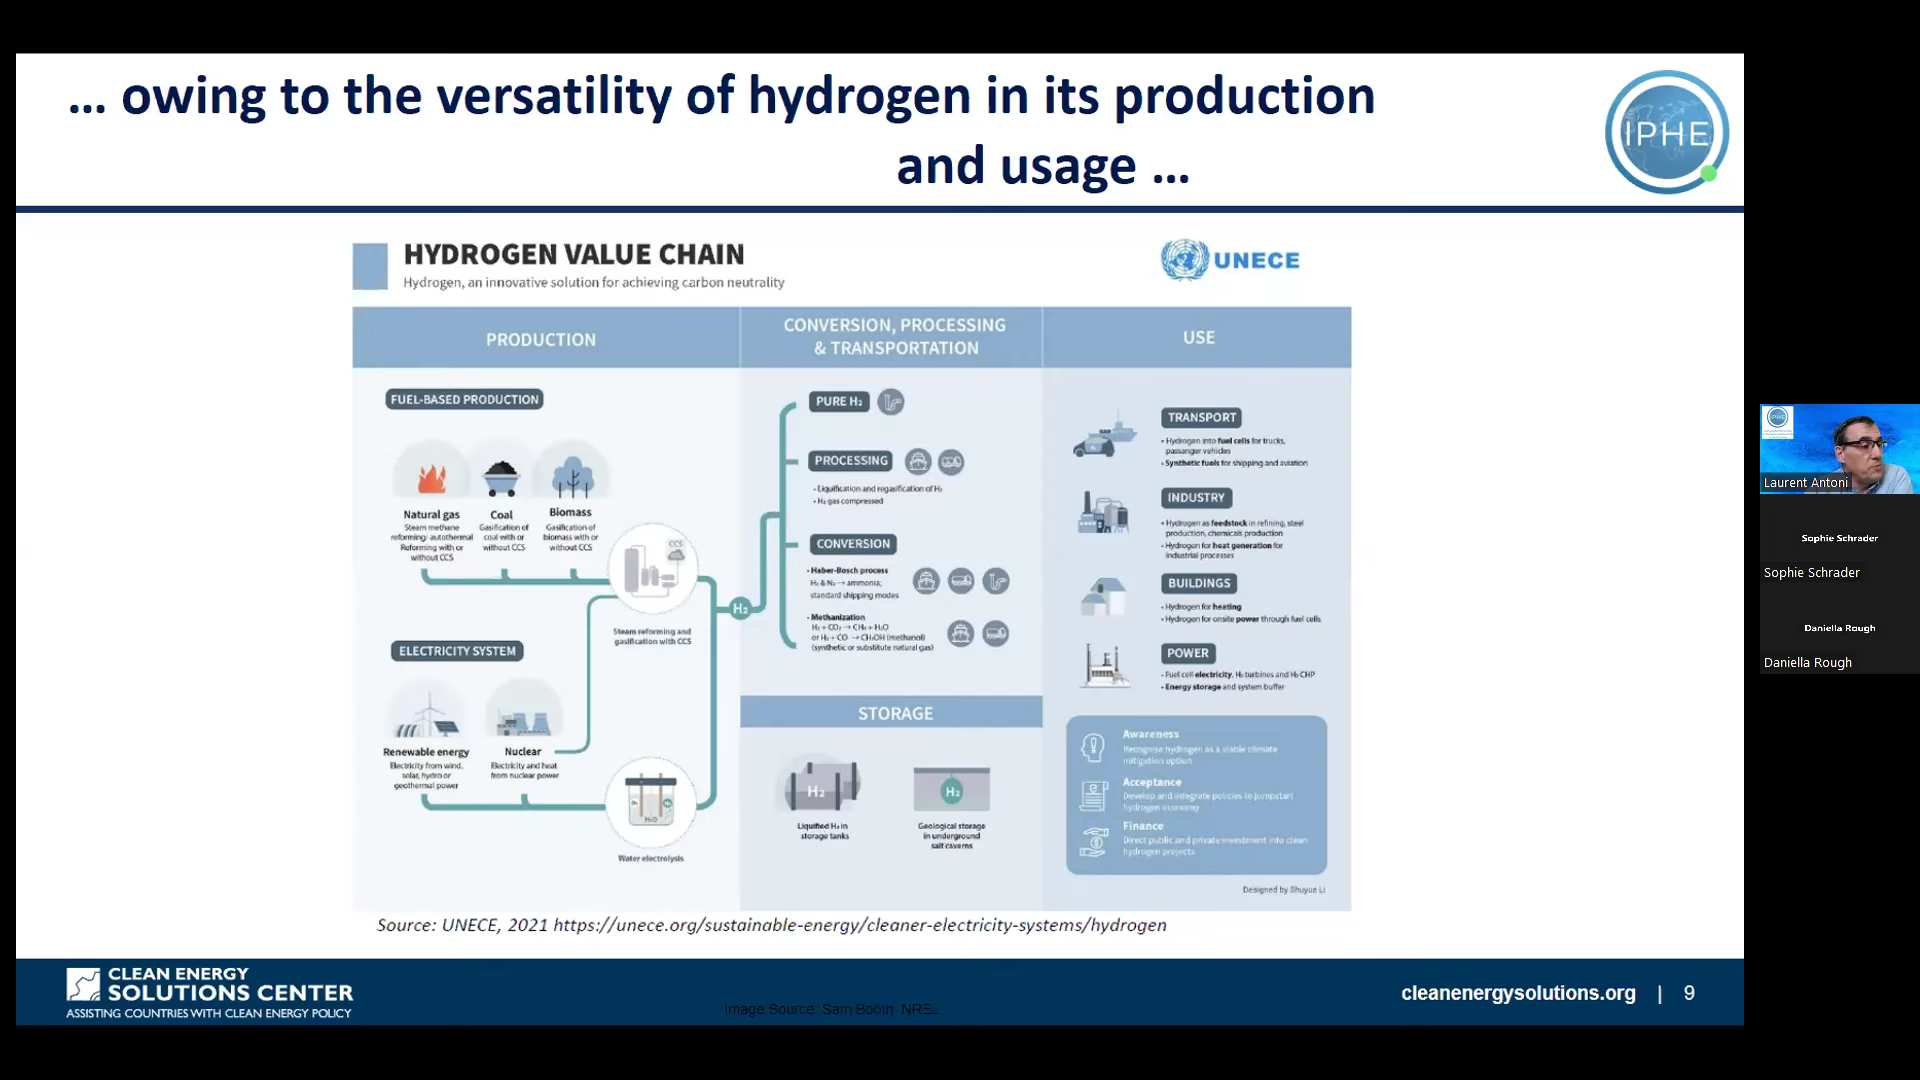 ... owing to the versatility of hydrogen in its production
and usage ...
IPHE
HYDROGEN VALUE CHAIN
Hydrogen, an innovative solution for achieving carbon neutrality
UNECE
PRODUCTION
FUEL-BASED PRODUCTION
Natural gas
Steam methane
reforming/ autothermal
Reforming with or
without CCS
Coal
Gasification of
coal with or
without CCS
Biomass
Gasification of
biomass with or
without CCS
CCS
CO₂
Steam reforming and
gasification with CCS
ELECTRICITY SYSTEM
Renewable energy
Electricity from wind,
solar, hydro or
geothermal power
Nuclear
Electricity and heat
from nuclear power
O₂
H₂
H₂O
Water electrolysis
H₂
CONVERSION, PROCESSING
& TRANSPORTATION
PURE H₂
PROCESSING
• Liquification and regasification of H₂
• H₂ gas compressed
CONVERSION
• Haber-Bosch process
H₂ & N₂ → ammonia;
standard shipping modes
• Methanization
H₂ + CO₂ → CH₄ + H₂O
or H₂ + CO → CH₃OH (methanol)
(synthetic or substitute natural gas)
STORAGE
H₂
Liquified H₂ in
storage tanks
H₂
Geological storage
in underground
salt caverns
USE
TRANSPORT
• Hydrogen into fuel cells for trucks,
passenger vehicles
• Synthetic fuels for shipping and aviation
INDUSTRY
• Hydrogen as feedstock in refining, steel
production, chemicals production
• Hydrogen for heat generation for
industrial processes
BUILDINGS
• Hydrogen for heating
• Hydrogen for onsite power through fuel cells
POWER
• Fuel cell electricity, H₂ turbines and H₂ CHP
• Energy storage and system buffer
Awareness
Recognise hydrogen as a viable climate
mitigation option
Acceptance
Develop and integrate policies to jumpstart
hydrogen economy
Finance
Direct public and private investment into clean
hydrogen projects
Designed by Shuyue Li
Source: UNECE, 2021 https://unece.org/sustainable-energy/cleaner-electricity-systems/hydrogen
CLEAN ENERGY
SOLUTIONS CENTER
ASSISTING COUNTRIES WITH CLEAN ENERGY POLICY
Image Source: Sam Booth, NREL
cleanenergysolutions.org | 9
IPHE
Laurent Antoni
Sophie Schrader
Sophie Schrader
Daniella Rough
Daniella Rough